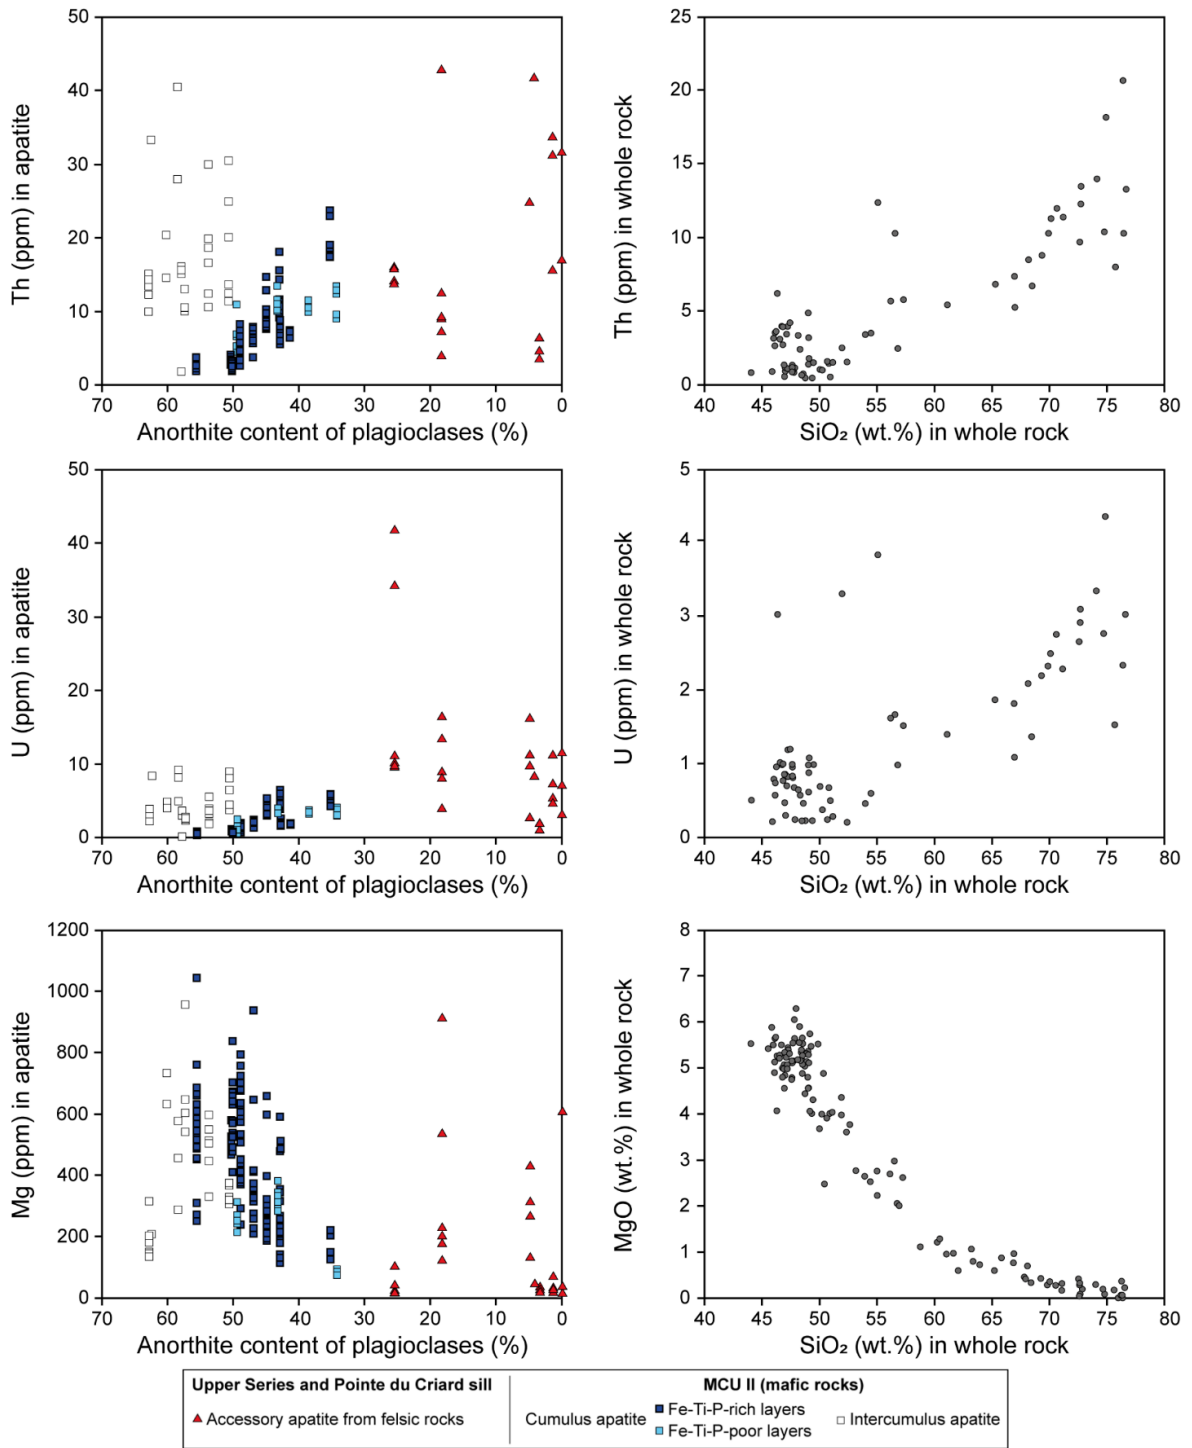 50
40
30
20
10
0
Th (ppm) in apatite
70 60 50 40 30 20 10 0
Anorthite content of plagioclases (%)
25
20
15
10
5
0
Th (ppm) in whole rock
40 45 50 55 60 65 70 75 80
SiO₂ (wt.%) in whole rock
50
40
30
20
10
0
U (ppm) in apatite
70 60 50 40 30 20 10 0
Anorthite content of plagioclases (%)
5
4
3
2
1
0
U (ppm) in whole rock
40 45 50 55 60 65 70 75 80
SiO₂ (wt.%) in whole rock
1200
1000
800
600
400
200
0
Mg (ppm) in apatite
70 60 50 40 30 20 10 0
Anorthite content of plagioclases (%)
8
7
6
5
4
3
2
1
0
MgO (wt.%) in whole rock
40 45 50 55 60 65 70 75 80
SiO₂ (wt.%) in whole rock
Upper Series and Pointe du Criard sill
Accessory apatite from felsic rocks
MCU II (mafic rocks)
Cumulus apatite
Fe-Ti-P-rich layers
Fe-Ti-P-poor layers
Intercumulus apatite